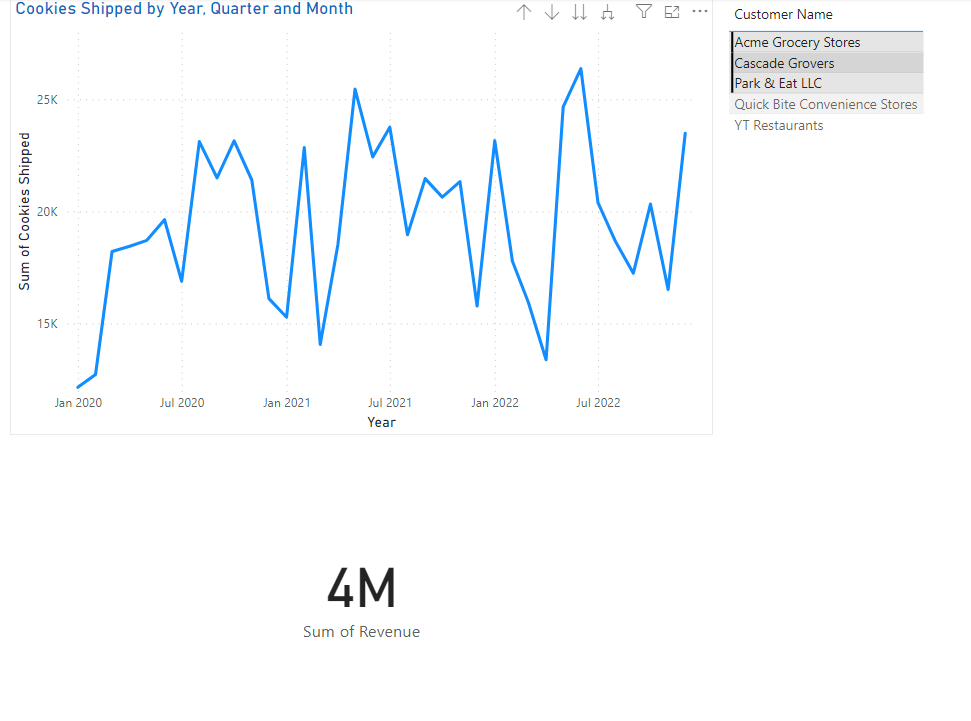 Cookies Shipped by Year, Quarter and Month
Customer Name
Acme Grocery Stores
Cascade Grovers
Park & Eat LLC
Quick Bite Convenience Stores
YT Restaurants
Sum of Cookies Shipped
25K
20K
15K
Jan 2020 Jul 2020 Jan 2021 Jul 2021 Jan 2022 Jul 2022
Year
4M
Sum of Revenue